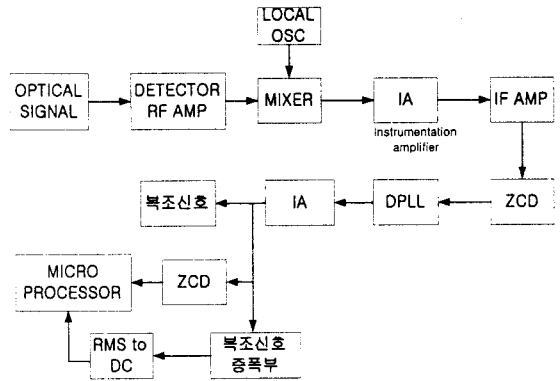 LOCAL
OSC
OPTICAL
SIGNAL
DETECTOR
RF AMP
MIXER
IA
IF AMP
instrumentation
amplifier
복조신호
IA
DPLL
ZCD
MICRO
PROCESSOR
ZCD
RMS to
DC
복조신호
증폭부